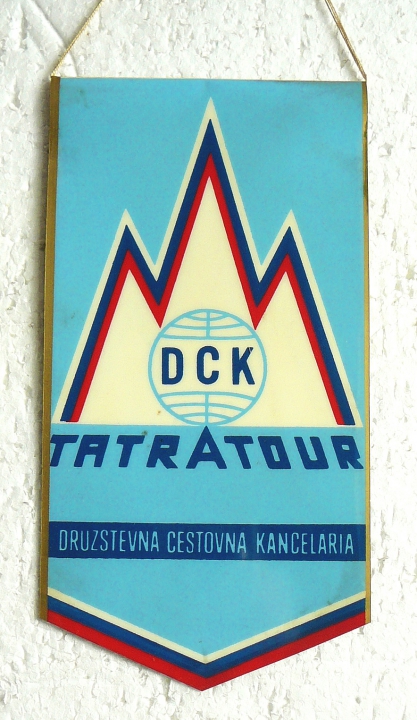 DCK
TATRATOUR
DRUZSTEVNA CESTOVNA KANCELARIA